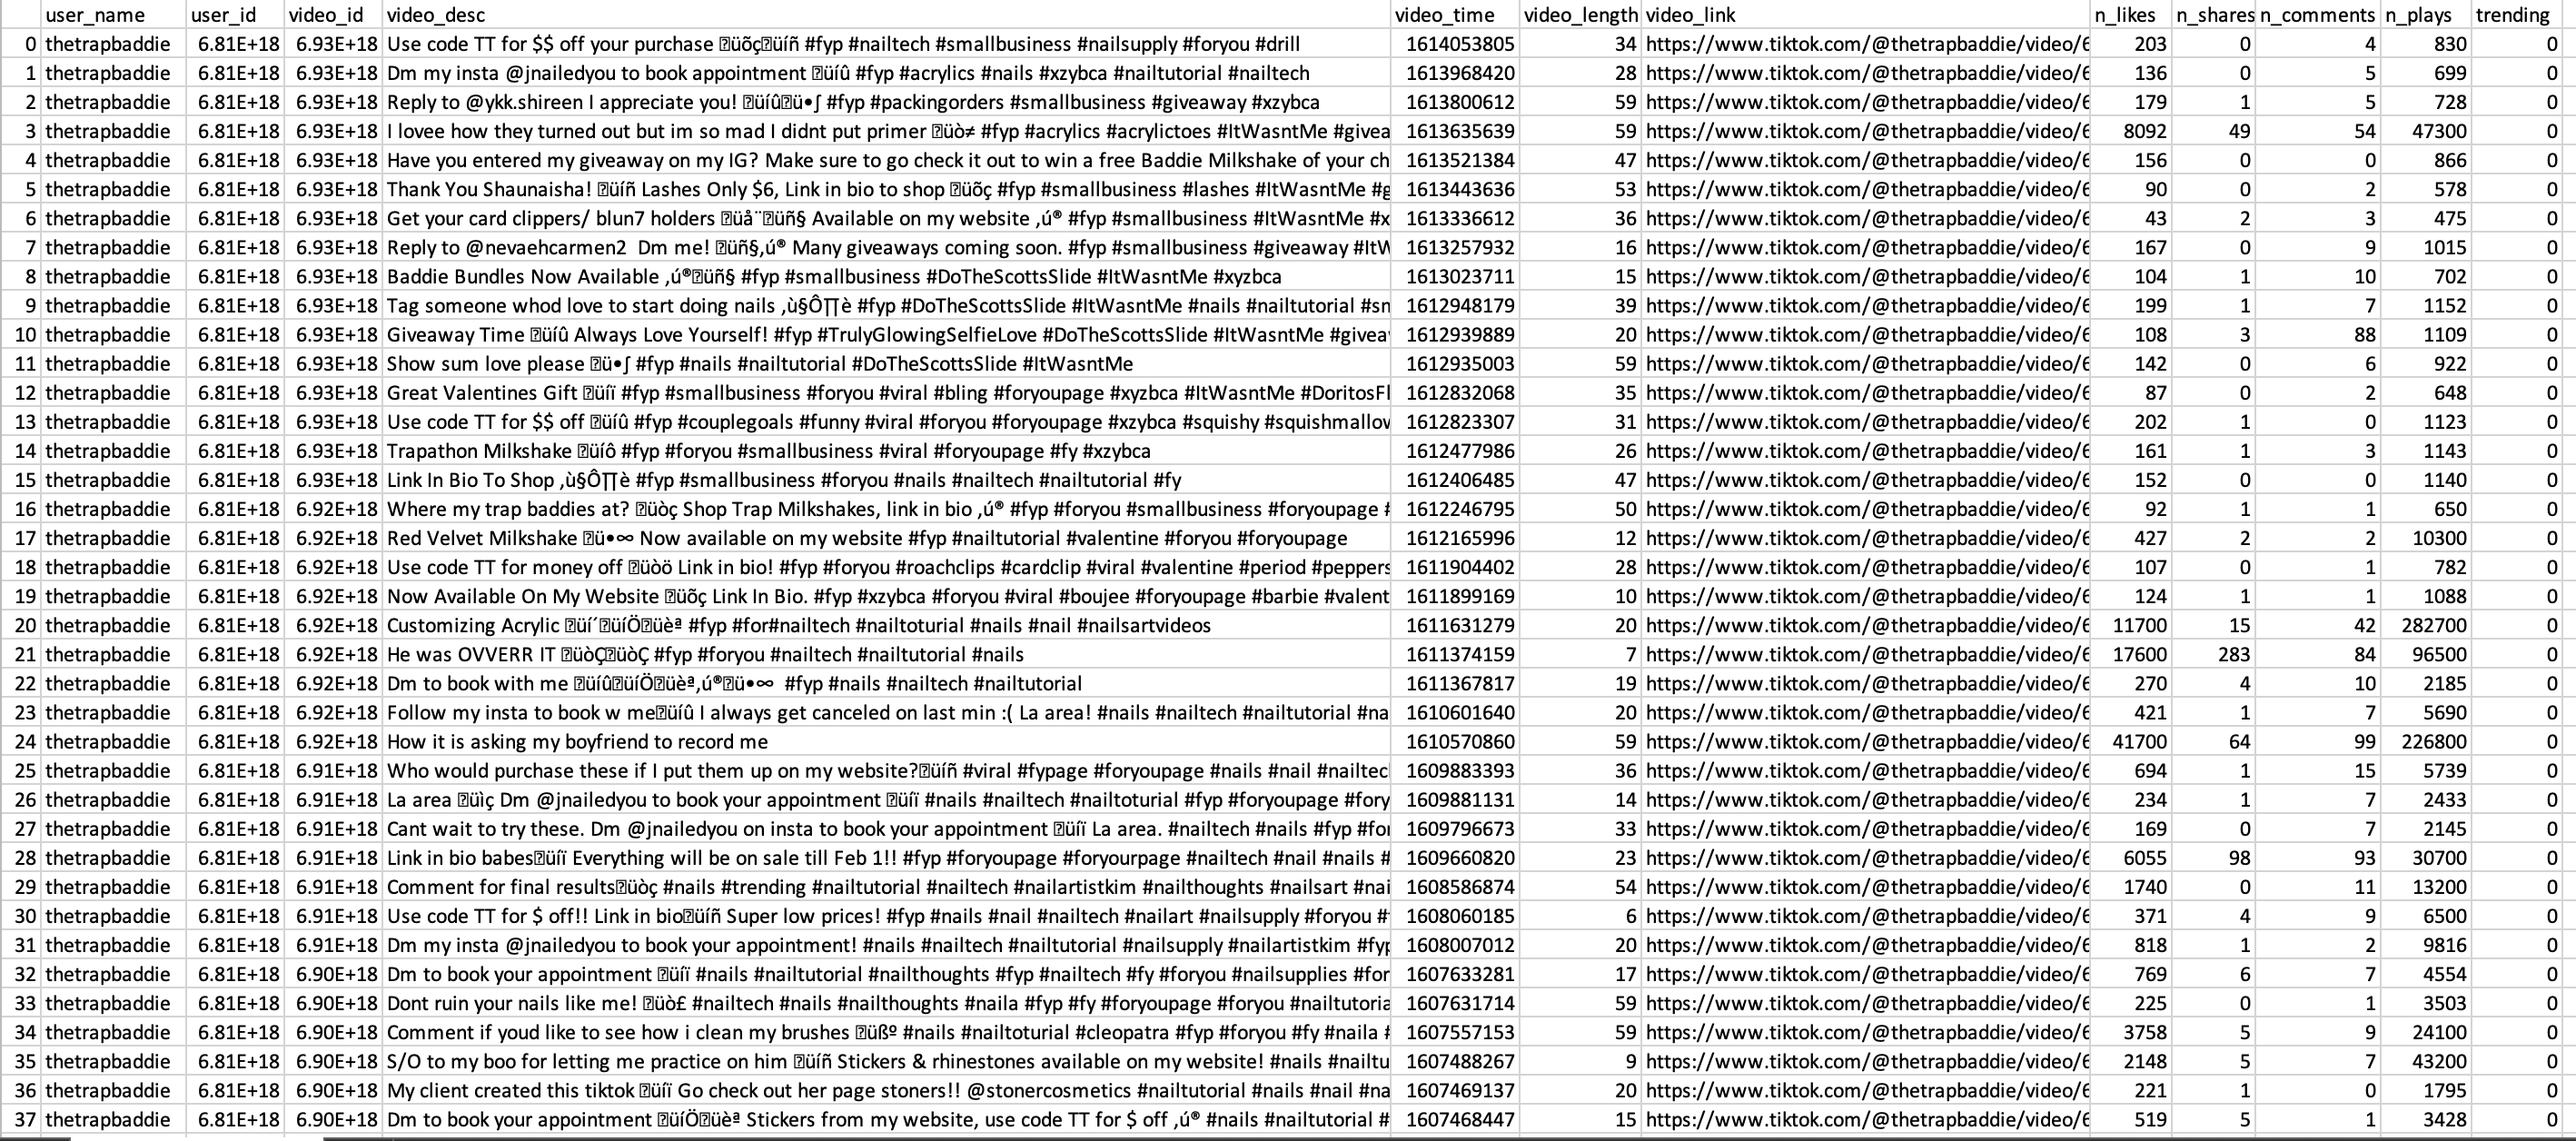 user_name user_id video_id video_desc video_time video_length video_link n_likes n_shares n_comments n_plays trending
0 thetrapbaddie 6.81E+18 6.93E+18 Use code TT for $$ off your purchase üõçüíñ #fyp #nailtech #smallbusiness #nailsupply #foryou #drill 1614053805 34 https://www.tiktok.com/@thetrapbaddie/video/6 203 0 4 830 0
1 thetrapbaddie 6.81E+18 6.93E+18 Dm my insta @jnailedyou to book appointment üíû #fyp #acrylics #nails #xzybca #nailtutorial #nailtech 1613968420 28 https://www.tiktok.com/@thetrapbaddie/video/6 136 0 5 699 0
2 thetrapbaddie 6.81E+18 6.93E+18 Reply to @ykk.shireen I appreciate you! üíûü•∫ #fyp #packingorders #smallbusiness #giveaway #xzybca 1613800612 59 https://www.tiktok.com/@thetrapbaddie/video/6 179 1 5 728 0
3 thetrapbaddie 6.81E+18 6.93E+18 I lovee how they turned out but im so mad I didnt put primer üò≠ #fyp #acrylics #acrylictoes #ItWasntMe #givea 1613635639 59 https://www.tiktok.com/@thetrapbaddie/video/6 8092 49 54 47300 0
4 thetrapbaddie 6.81E+18 6.93E+18 Have you entered my giveaway on my IG? Make sure to go check it out to win a free Baddie Milkshake of your ch 1613521384 47 https://www.tiktok.com/@thetrapbaddie/video/6 156 0 0 866 0
5 thetrapbaddie 6.81E+18 6.93E+18 Thank You Shaunaisha! üíñ Lashes Only $6, Link in bio to shop üõç #fyp #smallbusiness #lashes #ItWasntMe #g 1613443636 53 https://www.tiktok.com/@thetrapbaddie/video/6 90 0 2 578 0
6 thetrapbaddie 6.81E+18 6.93E+18 Get your card clippers/ blun7 holders üå¨üñ§ Available on my website ‚ú® #fyp #smallbusiness #ItWasntMe #x 1613336612 36 https://www.tiktok.com/@thetrapbaddie/video/6 43 2 3 475 0
7 thetrapbaddie 6.81E+18 6.93E+18 Reply to @nevaehcarmen2 Dm me! üñ§‚ú® Many giveaways coming soon. #fyp #smallbusiness #giveaway #ItW 1613257932 16 https://www.tiktok.com/@thetrapbaddie/video/6 167 0 9 1015 0
8 thetrapbaddie 6.81E+18 6.93E+18 Baddie Bundles Now Available ‚ú®üñ§ #fyp #smallbusiness #DoTheScottsSlide #ItWasntMe #xyzbca 1613023711 15 https://www.tiktok.com/@thetrapbaddie/video/6 104 1 10 702 0
9 thetrapbaddie 6.81E+18 6.93E+18 Tag someone whod love to start doing nails ‚ù§Ô∏è #fyp #DoTheScottsSlide #ItWasntMe #nails #nailtutorial #sn 1612948179 39 https://www.tiktok.com/@thetrapbaddie/video/6 199 1 7 1152 0
10 thetrapbaddie 6.81E+18 6.93E+18 Giveaway Time üíû Always Love Yourself! #fyp #TrulyGlowingSelfieLove #DoTheScottsSlide #ItWasntMe #giveav 1612939889 20 https://www.tiktok.com/@thetrapbaddie/video/6 108 3 88 1109 0
11 thetrapbaddie 6.81E+18 6.93E+18 Show sum love please ü•∫ #fyp #nails #nailtutorial #DoTheScottsSlide #ItWasntMe 1612935003 59 https://www.tiktok.com/@thetrapbaddie/video/6 142 0 6 922 0
12 thetrapbaddie 6.81E+18 6.93E+18 Great Valentines Gift üíï #fyp #smallbusiness #foryou #viral #bling #foryoupage #xyzbca #ItWasntMe #DoritosFl 1612832068 35 https://www.tiktok.com/@thetrapbaddie/video/6 87 0 2 648 0
13 thetrapbaddie 6.81E+18 6.93E+18 Use code TT for $$ off üíû #fyp #couplegoals #funny #viral #foryou #foryoupage #xzybca #squishy #squishmallov 1612823307 31 https://www.tiktok.com/@thetrapbaddie/video/6 202 1 0 1123 0
14 thetrapbaddie 6.81E+18 6.93E+18 Trapathon Milkshake üíô #fyp #foryou #smallbusiness #viral #foryoupage #fy #xzybca 1612477986 26 https://www.tiktok.com/@thetrapbaddie/video/6 161 1 3 1143 0
15 thetrapbaddie 6.81E+18 6.93E+18 Link In Bio To Shop ‚ù§Ô∏è #fyp #smallbusiness #foryou #nails #nailtech #nailtutorial #fy 1612406485 47 https://www.tiktok.com/@thetrapbaddie/video/6 152 0 0 1140 0
16 thetrapbaddie 6.81E+18 6.92E+18 Where my trap baddies at? üòç Shop Trap Milkshakes, link in bio ‚ú® #fyp #foryou #smallbusiness #foryoupage # 1612246795 50 https://www.tiktok.com/@thetrapbaddie/video/6 92 1 1 650 0
17 thetrapbaddie 6.81E+18 6.92E+18 Red Velvet Milkshake ü•∞ Now available on my website #fyp #nailtutorial #valentine #foryou #foryoupage 1612165996 12 https://www.tiktok.com/@thetrapbaddie/video/6 427 2 2 10300 0
18 thetrapbaddie 6.81E+18 6.92E+18 Use code TT for money off üòö Link in bio! #fyp #foryou #roachclips #cardclip #viral #valentine #period #peppers 1611904402 28 https://www.tiktok.com/@thetrapbaddie/video/6 107 0 1 782 0
19 thetrapbaddie 6.81E+18 6.92E+18 Now Available On My Website üõç Link In Bio. #fyp #xzybca #foryou #viral #boujee #foryoupage #barbie #valent 1611899169 10 https://www.tiktok.com/@thetrapbaddie/video/6 124 1 1 1088 0
20 thetrapbaddie 6.81E+18 6.92E+18 Customizing Acrylic üí´üíÖüèª #fyp #for#nailtech #nailtoturial #nails #nail #nailsartvideos 1611631279 20 https://www.tiktok.com/@thetrapbaddie/video/6 11700 15 42 282700 0
21 thetrapbaddie 6.81E+18 6.92E+18 He was OVVERR IT üòÇüòÇ #fyp #foryou #nailtech #nailtutorial #nails 1611374159 7 https://www.tiktok.com/@thetrapbaddie/video/6 17600 283 84 96500 0
22 thetrapbaddie 6.81E+18 6.92E+18 Dm to book with me üíûüíÖüèª‚ú®ü•∞ #fyp #nails #nailtech #nailtutorial 1611367817 19 https://www.tiktok.com/@thetrapbaddie/video/6 270 4 10 2185 0
23 thetrapbaddie 6.81E+18 6.92E+18 Follow my insta to book w meüíû I always get canceled on last min :( La area! #nails #nailtech #nailtutorial #na 1610601640 20 https://www.tiktok.com/@thetrapbaddie/video/6 421 1 7 5690 0
24 thetrapbaddie 6.81E+18 6.92E+18 How it is asking my boyfriend to record me 1610570860 59 https://www.tiktok.com/@thetrapbaddie/video/6 41700 64 99 226800 0
25 thetrapbaddie 6.81E+18 6.91E+18 Who would purchase these if I put them up on my website?üíñ #viral #fypage #foryoupage #nails #nail #nailtec 1609883393 36 https://www.tiktok.com/@thetrapbaddie/video/6 694 1 15 5739 0
26 thetrapbaddie 6.81E+18 6.91E+18 La area üìç Dm @jnailedyou to book your appointment üíï #nails #nailtech #nailtoturial #fyp #foryoupage #fory 1609881131 14 https://www.tiktok.com/@thetrapbaddie/video/6 234 1 7 2433 0
27 thetrapbaddie 6.81E+18 6.91E+18 Cant wait to try these. Dm @jnailedyou on insta to book your appointment üíï La area. #nailtech #nails #fyp #for 1609796673 33 https://www.tiktok.com/@thetrapbaddie/video/6 169 0 7 2145 0
28 thetrapbaddie 6.81E+18 6.91E+18 Link in bio babesüíï Everything will be on sale till Feb 1!! #fyp #foryoupage #foryourpage #nailtech #nail #nails # 1609660820 23 https://www.tiktok.com/@thetrapbaddie/video/6 6055 98 93 30700 0
29 thetrapbaddie 6.81E+18 6.91E+18 Comment for final resultsüòç #nails #trending #nailtutorial #nailtech #nailartistkim #nailthoughts #nailsart #nai 1608586874 54 https://www.tiktok.com/@thetrapbaddie/video/6 1740 0 11 13200 0
30 thetrapbaddie 6.81E+18 6.91E+18 Use code TT for $ off!! Link in bioüíñ Super low prices! #fyp #nails #nail #nailtech #nailart #nailsupply #foryou # 1608060185 6 https://www.tiktok.com/@thetrapbaddie/video/6 371 4 9 6500 0
31 thetrapbaddie 6.81E+18 6.91E+18 Dm my insta @jnailedyou to book your appointment! #nails #nailtech #nailtutorial #nailsupply #nailartistkim #fyp 1608007012 20 https://www.tiktok.com/@thetrapbaddie/video/6 818 1 2 9816 0
32 thetrapbaddie 6.81E+18 6.90E+18 Dm to book your appointment üíï #nails #nailtutorial #nailthoughts #fyp #nailtech #fy #foryou #nailsupplies #for 1607633281 17 https://www.tiktok.com/@thetrapbaddie/video/6 769 6 7 4554 0
33 thetrapbaddie 6.81E+18 6.90E+18 Dont ruin your nails like me! üò£ #nailtech #nails #nailthoughts #naila #fyp #fy #foryoupage #foryou #nailtutoria 1607631714 59 https://www.tiktok.com/@thetrapbaddie/video/6 225 0 1 3503 0
34 thetrapbaddie 6.81E+18 6.90E+18 Comment if youd like to see how i clean my brushes üßº #nails #nailtoturial #cleopatra #fyp #foryou #fy #naila # 1607557153 59 https://www.tiktok.com/@thetrapbaddie/video/6 3758 5 9 24100 0
35 thetrapbaddie 6.81E+18 6.90E+18 S/O to my boo for letting me practice on him üíñ Stickers & rhinestones available on my website! #nails #nailtu 1607488267 9 https://www.tiktok.com/@thetrapbaddie/video/6 2148 5 7 43200 0
36 thetrapbaddie 6.81E+18 6.90E+18 My client created this tiktok üíï Go check out her page stoners!! @stonercosmetics #nailtutorial #nails #nail #na 1607469137 20 https://www.tiktok.com/@thetrapbaddie/video/6 221 1 0 1795 0
37 thetrapbaddie 6.81E+18 6.90E+18 Dm to book your appointment üíÖüèª Stickers from my website, use code TT for $ off ‚ú® #nails #nailtutorial # 1607468447 15 https://www.tiktok.com/@thetrapbaddie/video/6 519 5 1 3428 0